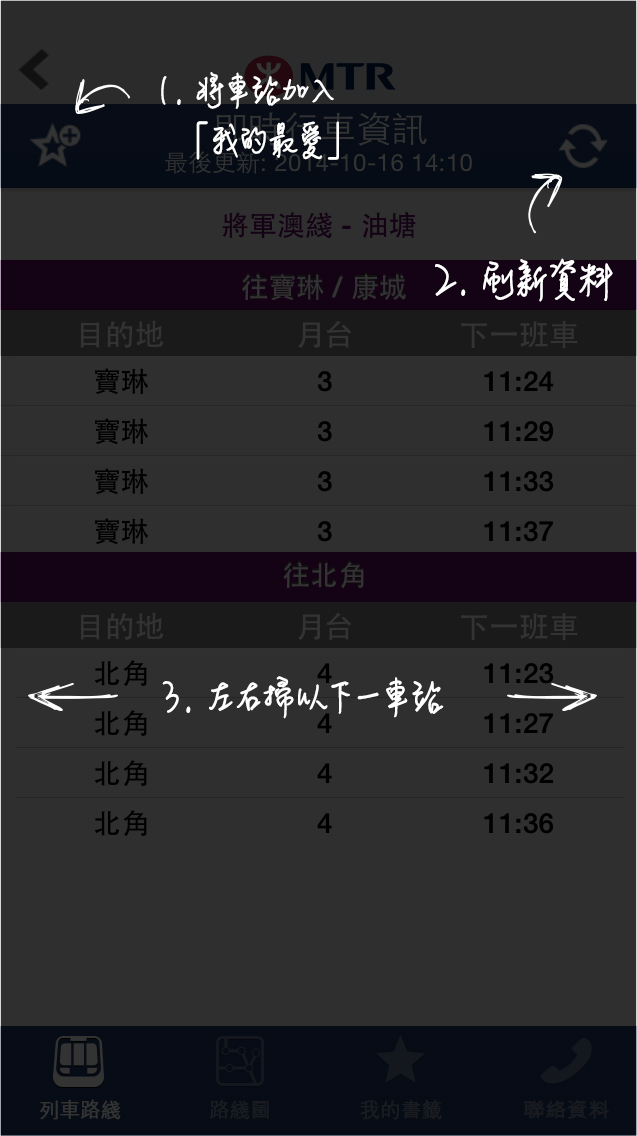 MTR
1. 將車站加入
「我的最愛」
即時行車資訊
最後更新: 2014-10-16 14:10
將軍澳綫 - 油塘
2. 刷新資料
往寶琳 / 康城
目的地 月台 下一班車
寶琳 3 11:24
寶琳 3 11:29
寶琳 3 11:33
寶琳 3 11:37
往北角
目的地 月台 下一班車
北角 4 11:23
3. 左右掃以下一車站
北角 4 11:27
北角 4 11:32
北角 4 11:36
列車路綫 路綫圖 我的書籤 聯絡資料